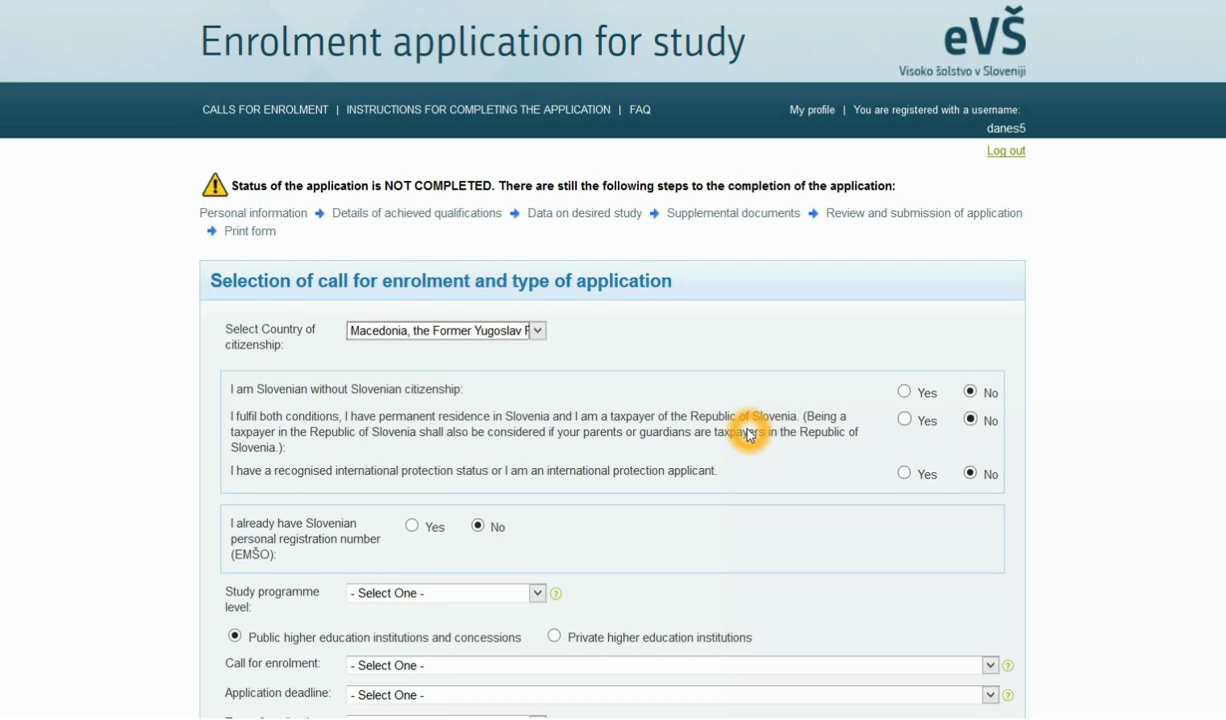 Enrolment application for study
eVŠ
Visoko šolstvo v Sloveniji
CALLS FOR ENROLMENT | INSTRUCTIONS FOR COMPLETING THE APPLICATION | FAQ
My profile | You are registered with a username:
danes5
Log out
Status of the application is NOT COMPLETED. There are still the following steps to the completion of the application:
Personal information Details of achieved qualifications Data on desired study Supplemental documents Review and submission of application
Print form
Selection of call for enrolment and type of application
Select Country of
citizenship:
Macedonia, the Former Yugoslav
I am Slovenian without Slovenian citizenship:
Yes No
I fulfil both conditions, I have permanent residence in Slovenia and I am a taxpayer of the Republic of Slovenia. (Being a
taxpayer in the Republic of Slovenia shall also be considered if your parents or guardians are taxpayers in the Republic of
Slovenia.):
Yes No
I have a recognised international protection status or I am an international protection applicant.
Yes No
I already have Slovenian
personal registration number
(EMŠO):
Yes No
Study programme
level:
- Select One -
Public higher education institutions and concessions Private higher education institutions
Call for enrolment: - Select One -
Application deadline: - Select One -